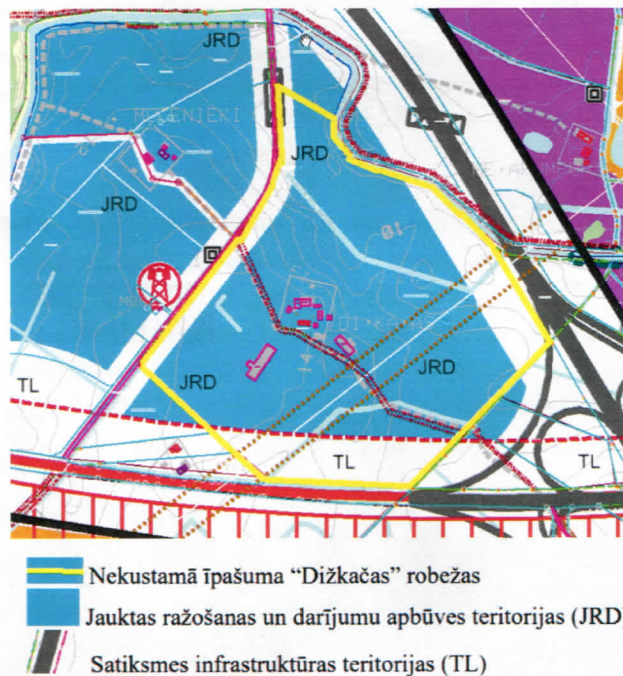 JRD
JRD
JRD
JRD
JRD
TL
TL
TL
Nekustamā īpašuma “Dižkačas” robežas
Jauktas ražošanas un darījumu apbūves teritorijas (JRD
Satiksmes infrastruktūras teritorijas (TL)